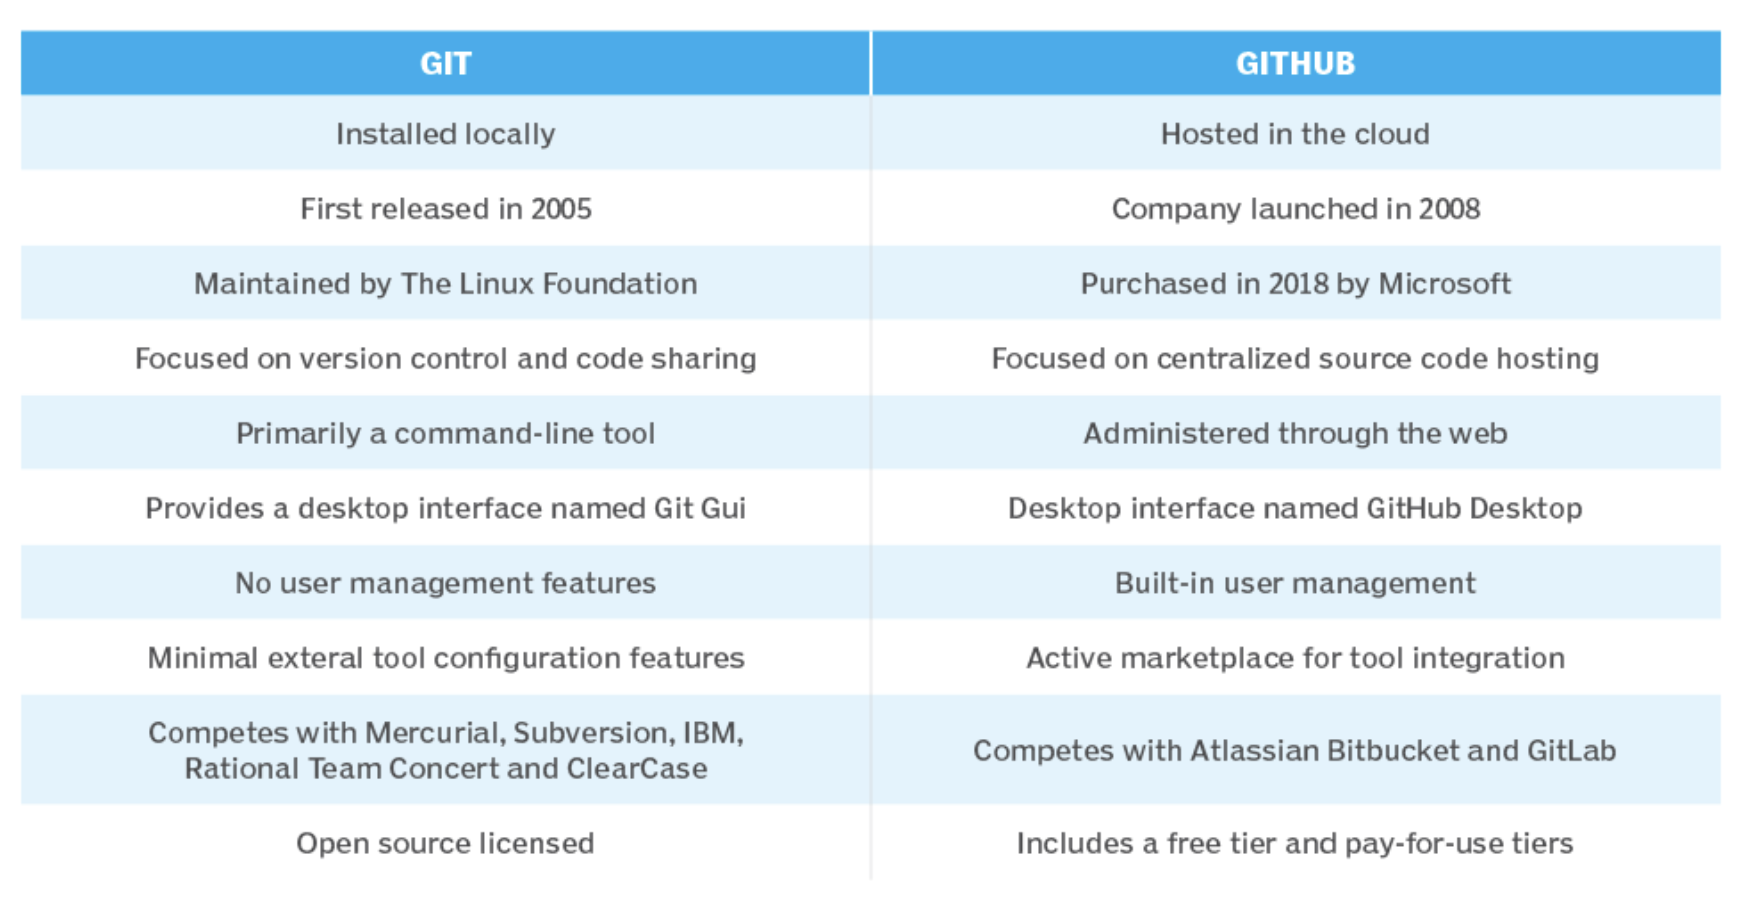 GIT GITHUB
Installed locally Hosted in the cloud
First released in 2005 Company launched in 2008
Maintained by The Linux Foundation Purchased in 2018 by Microsoft
Focused on version control and code sharing Focused on centralized source code hosting
Primarily a command-line tool Administered through the web
Provides a desktop interface named Git Gui Desktop interface named GitHub Desktop
No user management features Built-in user management
Minimal exteral tool configuration features Active marketplace for tool integration
Competes with Mercurial, Subversion, IBM,
Rational Team Concert and ClearCase
Competes with Atlassian Bitbucket and GitLab
Open source licensed Includes a free tier and pay-for-use tiers